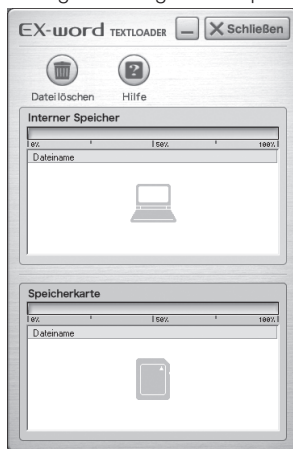 EX-word TEXTLOADER Schließen
Datei löschen Hilfe
Interner Speicher
0% 50% 100%
Dateiname
Speicherkarte
0% 50% 100%
Dateiname